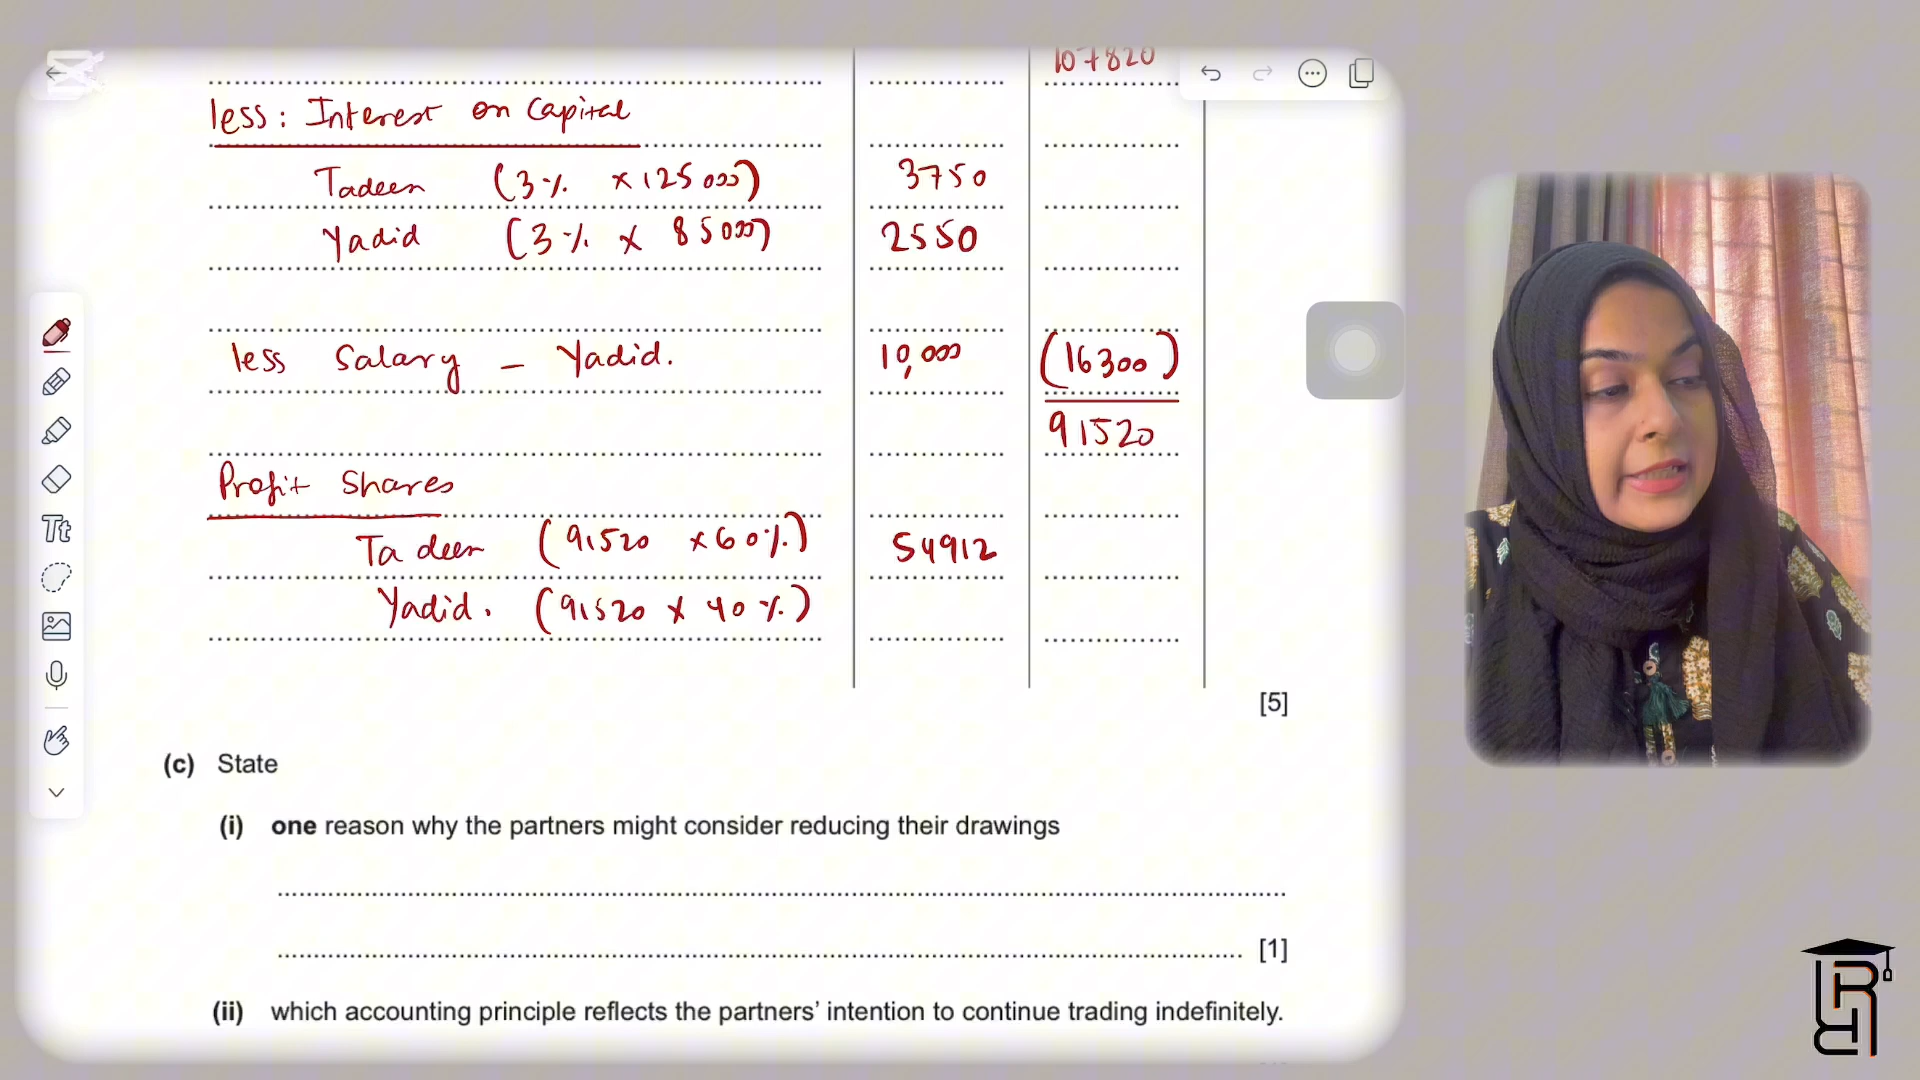 107820
less : Interest on Capital
Tadeen (3% × 125000) 3750
Yadid (3% × 85000) 2550
less Salary – Yadid. 10,000 (16300)
91520
Profit Shares
Tadeen (91520 × 60%) 54912
Yadid. (91520 × 40%)
[5]
(c) State
(i) one reason why the partners might consider reducing their drawings
[1]
(ii) which accounting principle reflects the partners’ intention to continue trading indefinitely.
Tt